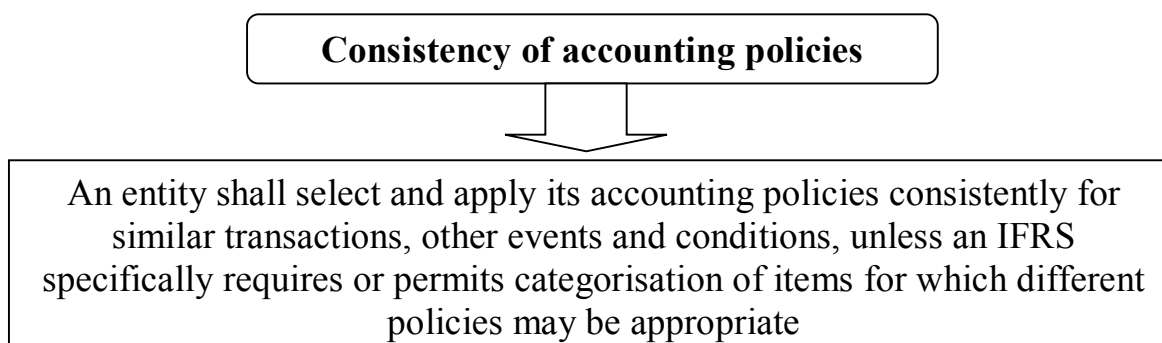 Consistency of accounting policies
An entity shall select and apply its accounting policies consistently for
similar transactions, other events and conditions, unless an IFRS
specifically requires or permits categorisation of items for which different
policies may be appropriate